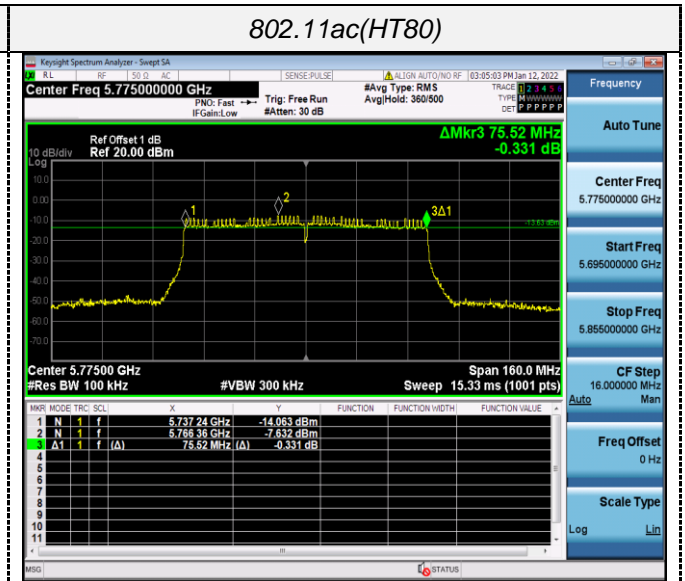 802.11ac(HT80)
Keysight Spectrum Analyzer - Swept SA
RL RF 50 Ω AC SENSE:PULSE ALIGN AUTO/NO RF 03:05:03 PM Jan 12, 2022
Center Freq 5.775000000 GHz #Avg Type: RMS TRACE 1 2 3 4 5 6
PNO: Fast Trig: Free Run Avg|Hold: 360/500 TYPE M WWWWW
IFGain:Low #Atten: 30 dB DET P P P P P P
Ref Offset 1 dB ΔMkr3 75.52 MHz
10 dB/div Ref 20.00 dBm -0.331 dB
Log
10.0
0.00
-10.0
-20.0
-30.0
-40.0
-50.0
-60.0
-70.0
1
2
3Δ1
-13.63 dBm
Center 5.77500 GHz Span 160.0 MHz
#Res BW 100 kHz #VBW 300 kHz Sweep 15.33 ms (1001 pts)
MKR MODE TRC SCL X Y FUNCTION FUNCTION WIDTH FUNCTION VALUE
1 N 1 f 5.737 24 GHz -14.063 dBm
2 N 1 f 5.766 36 GHz -7.632 dBm
3 Δ1 1 f (Δ) 75.52 MHz (Δ) -0.331 dB
4
5
6
7
8
9
10
11
MSG STATUS
Frequency
Auto Tune
Center Freq
5.775000000 GHz
Start Freq
5.695000000 GHz
Stop Freq
5.855000000 GHz
CF Step
16.000000 MHz
Auto Man
Freq Offset
0 Hz
Scale Type
Log Lin